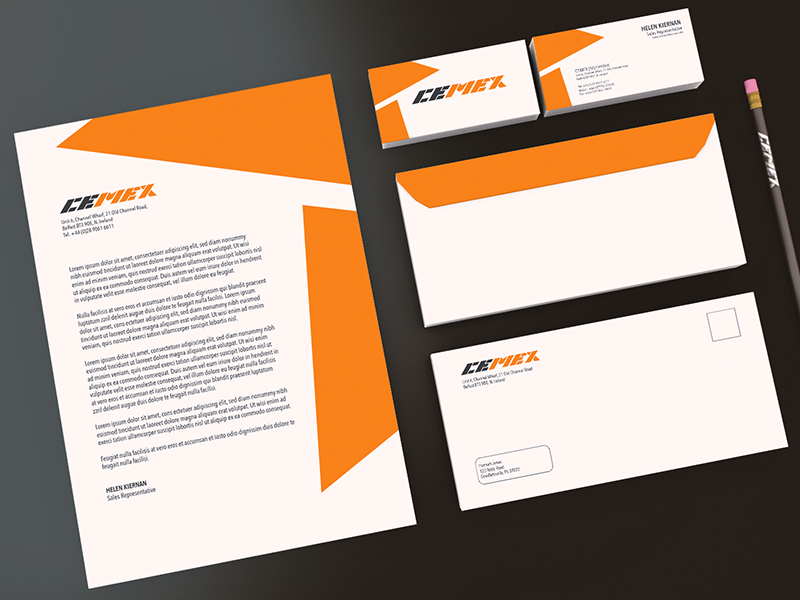 CEMEX
Unit 6, Channel Wharf, 21 Old Channel Road,
Belfast BT3 9DE, N. Ireland
Tel. +44 (0)28 9061 6611
Lorem ipsum dolor sit amet, consectetuer adipiscing elit, sed diam nonummy
nibh euismod tincidunt ut laoreet dolore magna aliquam erat volutpat. Ut wisi
enim ad minim veniam, quis nostrud exerci tation ullamcorper suscipit lobortis nisl
ut aliquip ex ea commodo consequat. Duis autem vel eum iriure dolor in hendrerit
in vulputate velit esse molestie consequat, vel illum dolore eu feugiat.
Nulla facilisis at vero eros et accumsan et iusto odio dignissim qui blandit praesent
luptatum zzril delenit augue duis dolore te feugait nulla facilisi. Lorem ipsum
dolor sit amet, cons ectetuer adipiscing elit, sed diam nonummy nibh euismod
tincidunt ut laoreet dolore magna aliquam erat volutpat. Ut wisi enim ad minim
veniam, quis nostrud exerci tation ullamcorper suscipit lobortis nisl.
Lorem ipsum dolor sit amet, consectetuer adipiscing elit, sed diam nonummy nibh
euismod tincidunt ut laoreet dolore magna aliquam erat volutpat. Ut wisi enim ad
minim veniam, quis nostrud exerci tation ullamcorper suscipit lobortis nisl ut
aliquip ex ea commodo consequat. Duis autem vel eum iriure dolor in hendrerit in
vulputate velit esse molestie consequat, vel illum dolore eu feugiat nulla facilisis at
vero eros et accumsan et iusto odio dignissim qui blandit praesent luptatum
zzril delenit augue duis dolore te feugait nulla facilisi.
Lorem ipsum dolor sit amet, cons ectetuer adipiscing elit, sed diam nonummy nibh
euismod tincidunt ut laoreet dolore magna aliquam erat volutpat. Ut wisi enim ad
minim veniam, quis nostrud exerci tation ullamcorper suscipit lobortis nisl ut
aliquip ex ea commodo consequat.
Feugiat nulla facilisis at vero eros et accumsan et iusto odio dignissim duis dolore te
feugait nulla facilisi.
HELEN KIERNAN
Sales Representative
CEMEX
HELEN KIERNAN
Sales Representative
CEMEX
CEMEX
Unit 6, Channel Wharf, 21 Old Channel Road
Belfast BT3 9DE, N. Ireland